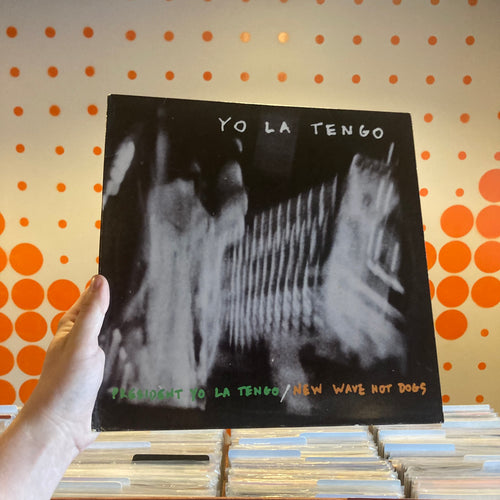 YO LA TENGO
PRESIDENT YO LA TENGO/NEW WAVE HOT DOGS